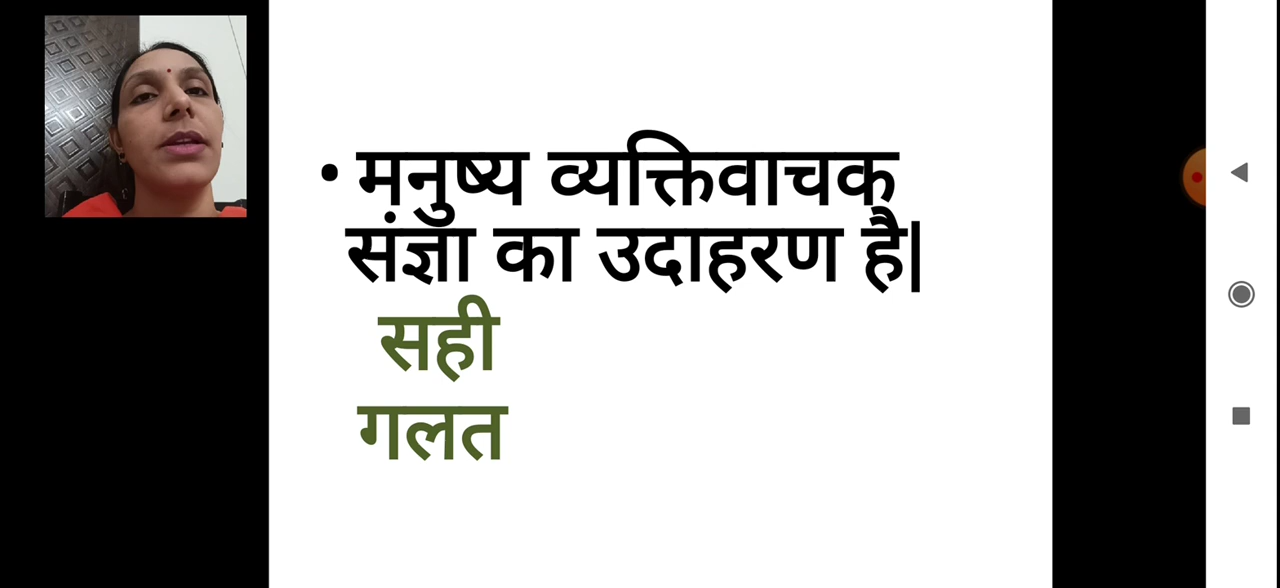 • मनुष्य व्यक्तिवाचक
संज्ञा का उदाहरण है|
सही
गलत